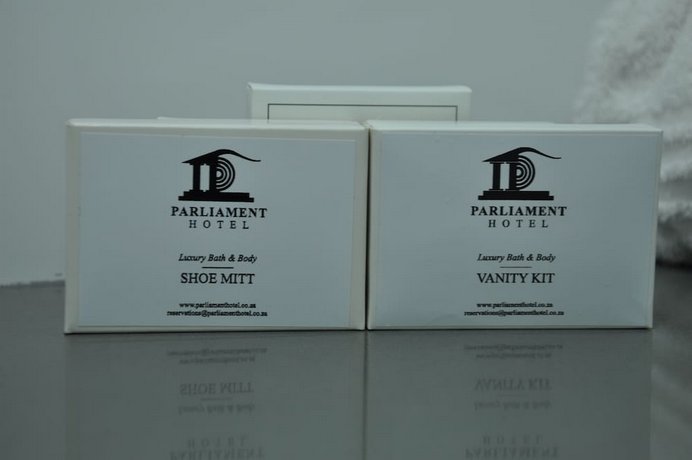 PARLIAMENT
HOTEL
Luxury Bath & Body
SHOE MITT
www.parliamenthotel.co.za
reservations@parliamenthotel.co.za
PARLIAMENT
HOTEL
Luxury Bath & Body
VANITY KIT
www.parliamenthotel.co.za
reservations@parliamenthotel.co.za